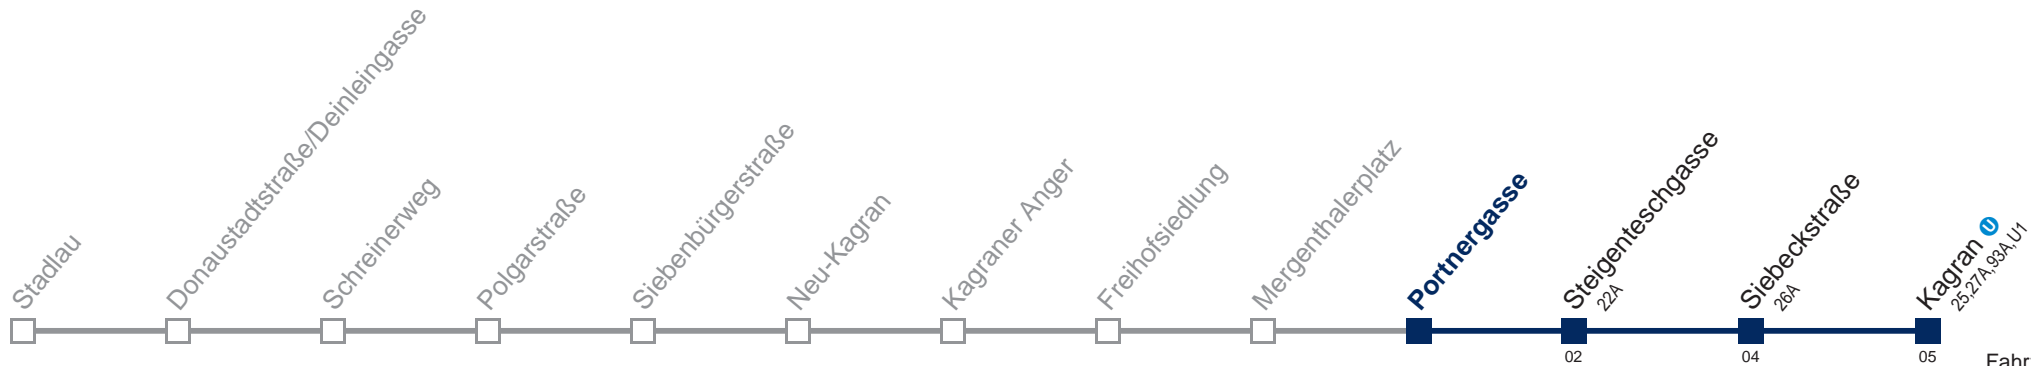 Stadlau
Donaustadtstraße/Deinleingasse
Schreinerweg
Polgarstraße
Siebenbürgerstraße
Neu-Kagran
Kagraner Anger
Freihofsiedlung
Mergenthalerplatz
Portnergasse
Steigenteschgasse
22A
Siebeckstraße
26A
Kagran U
25,27A,93A,U1
02
04
05
Fahr